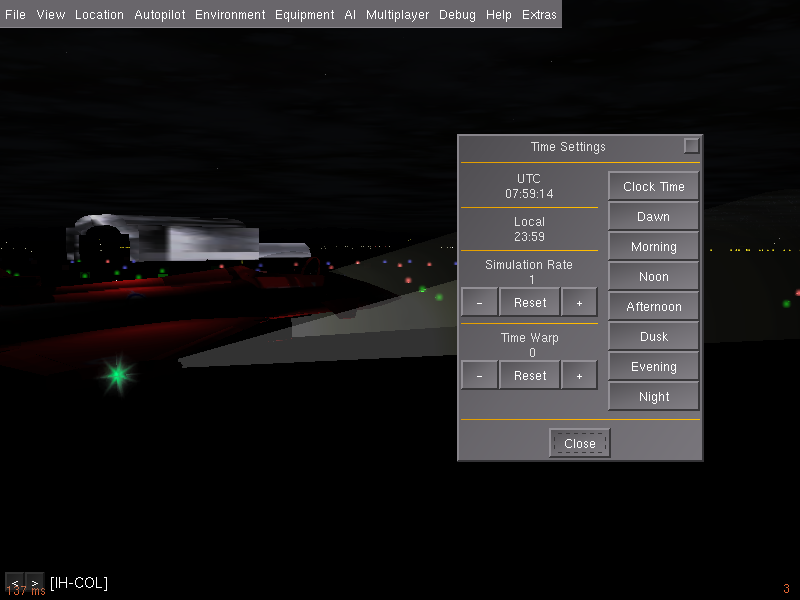 File View Location Autopilot Environment Equipment AI Multiplayer Debug Help Extras
Time Settings
UTC
07:59:14
Local
23:59
Simulation Rate
1
- Reset +
Time Warp
0
- Reset +
Clock Time
Dawn
Morning
Noon
Afternoon
Dusk
Evening
Night
Close
< > [IH-COL]
137 ms
3